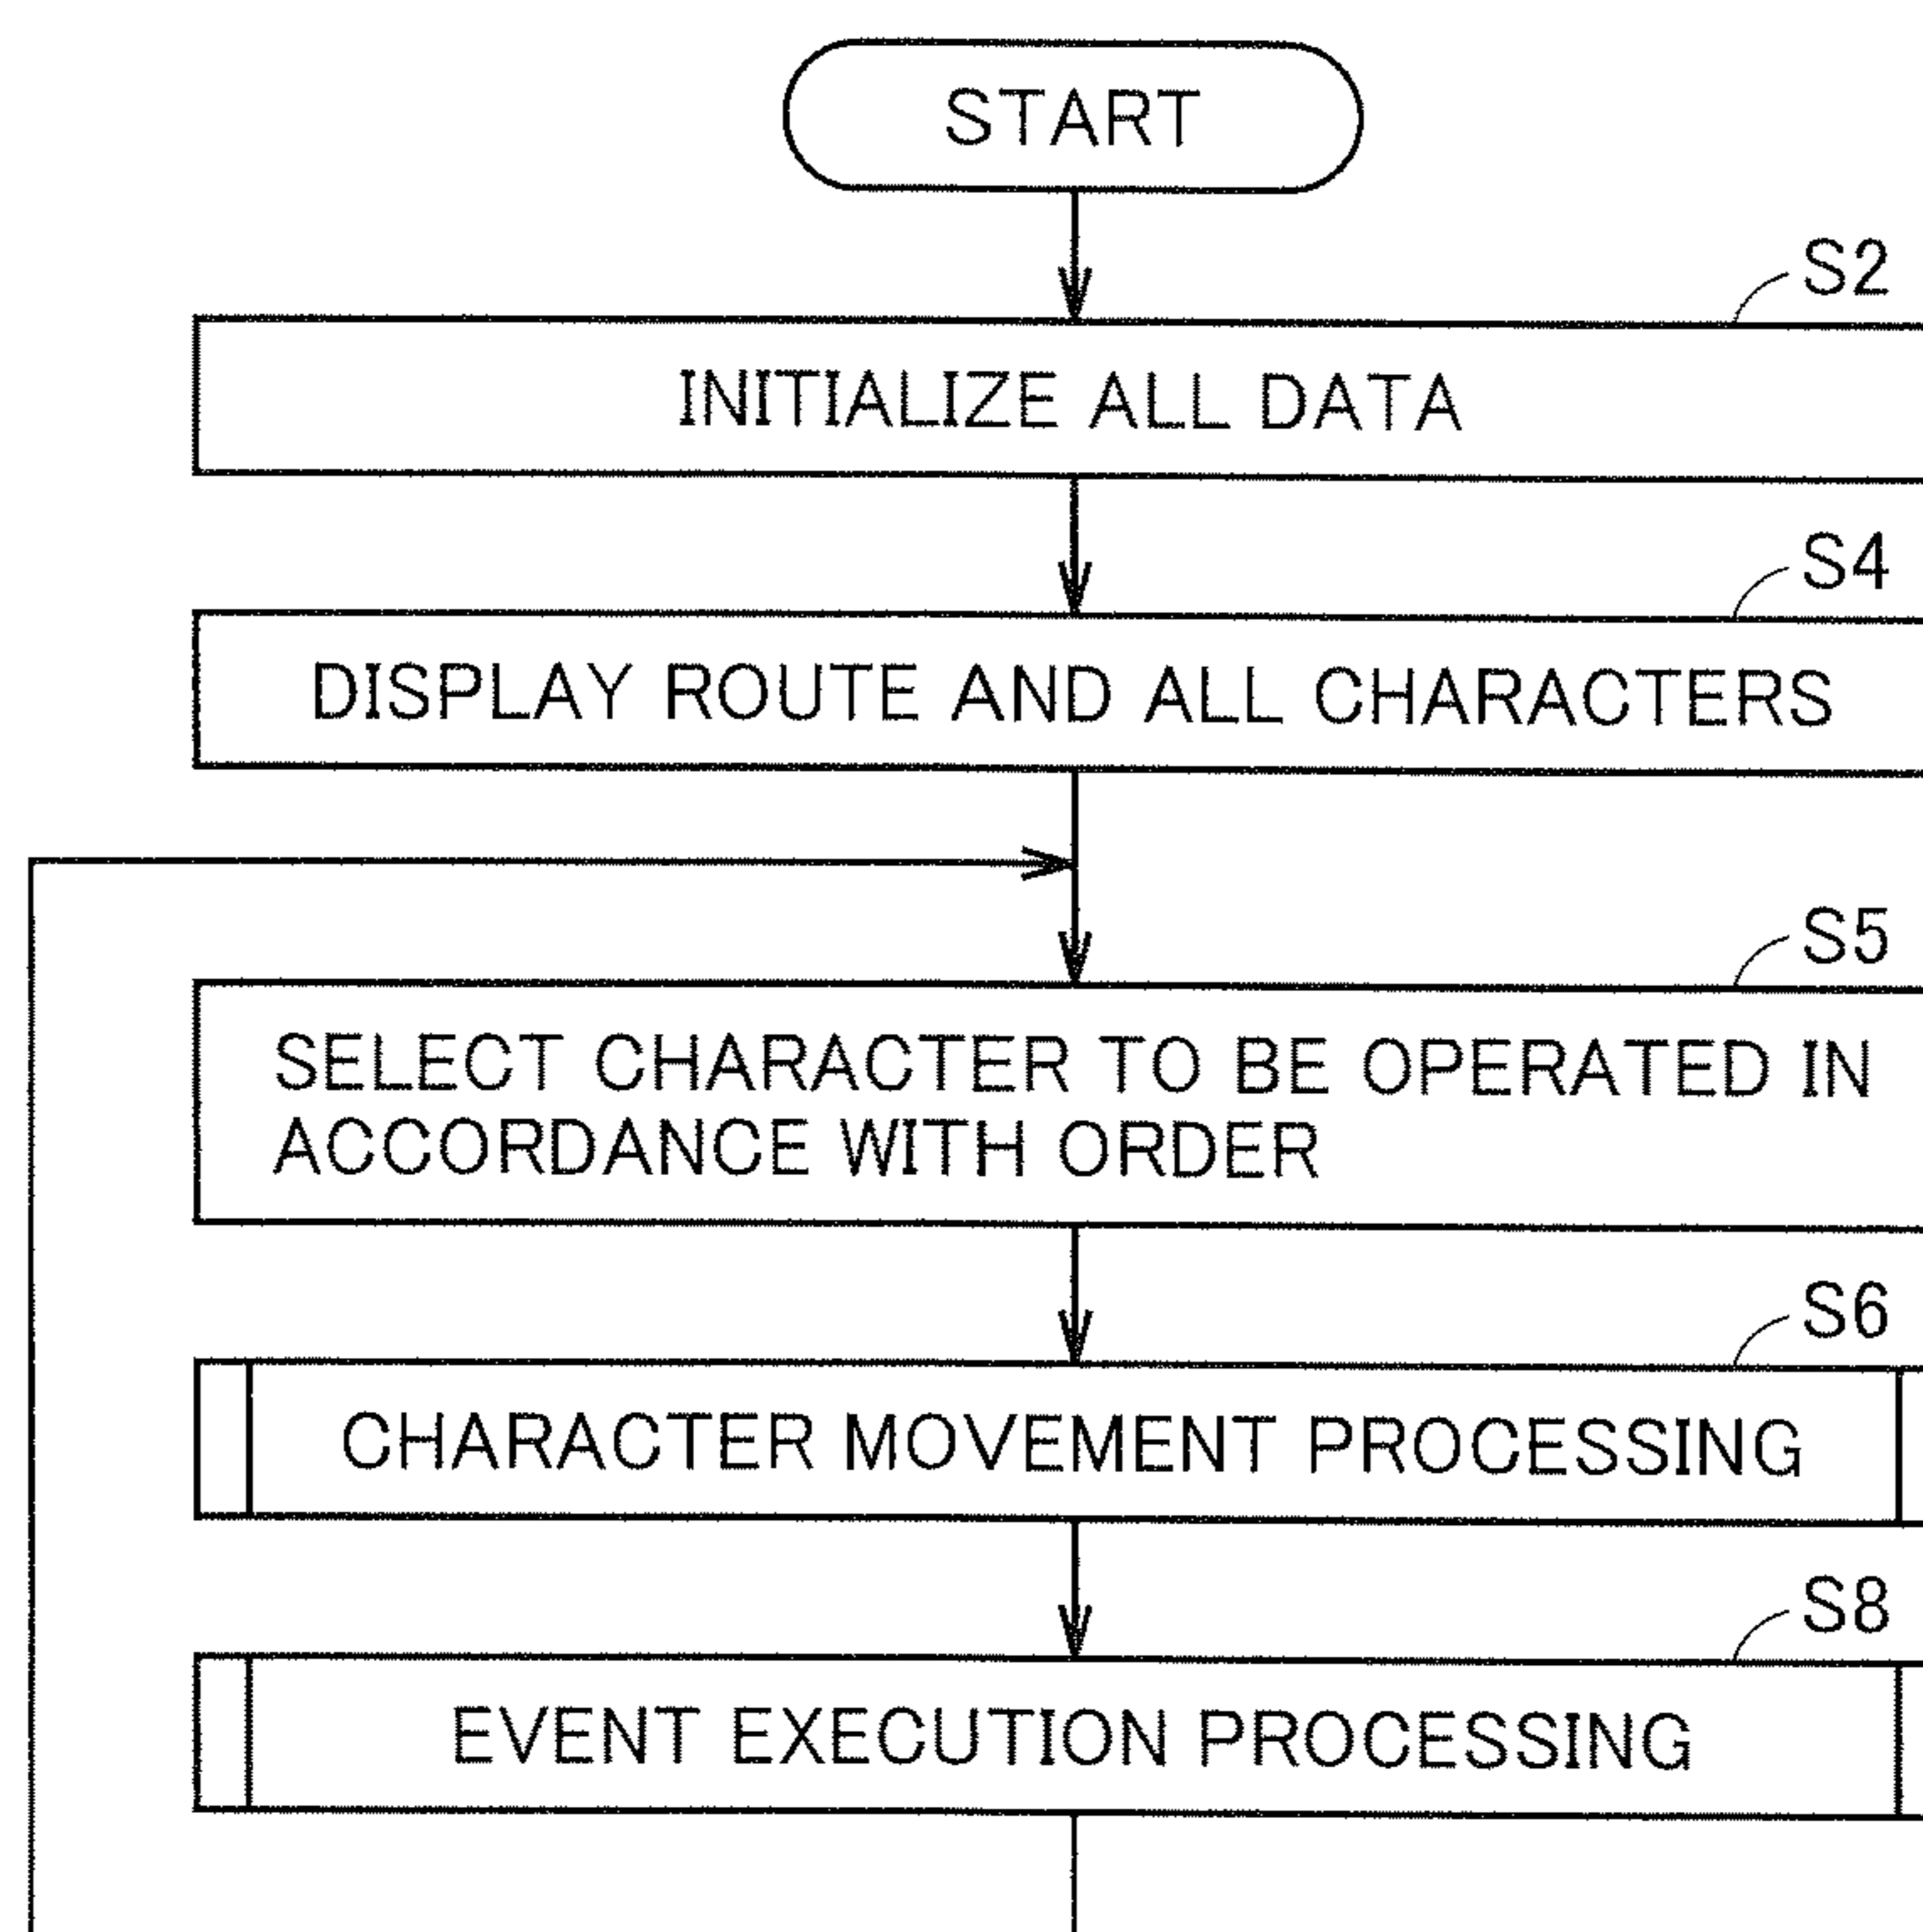 START
S2
INITIALIZE ALL DATA
S4
DISPLAY ROUTE AND ALL CHARACTERS
S5
SELECT CHARACTER TO BE OPERATED IN
ACCORDANCE WITH ORDER
S6
CHARACTER MOVEMENT PROCESSING
S8
EVENT EXECUTION PROCESSING